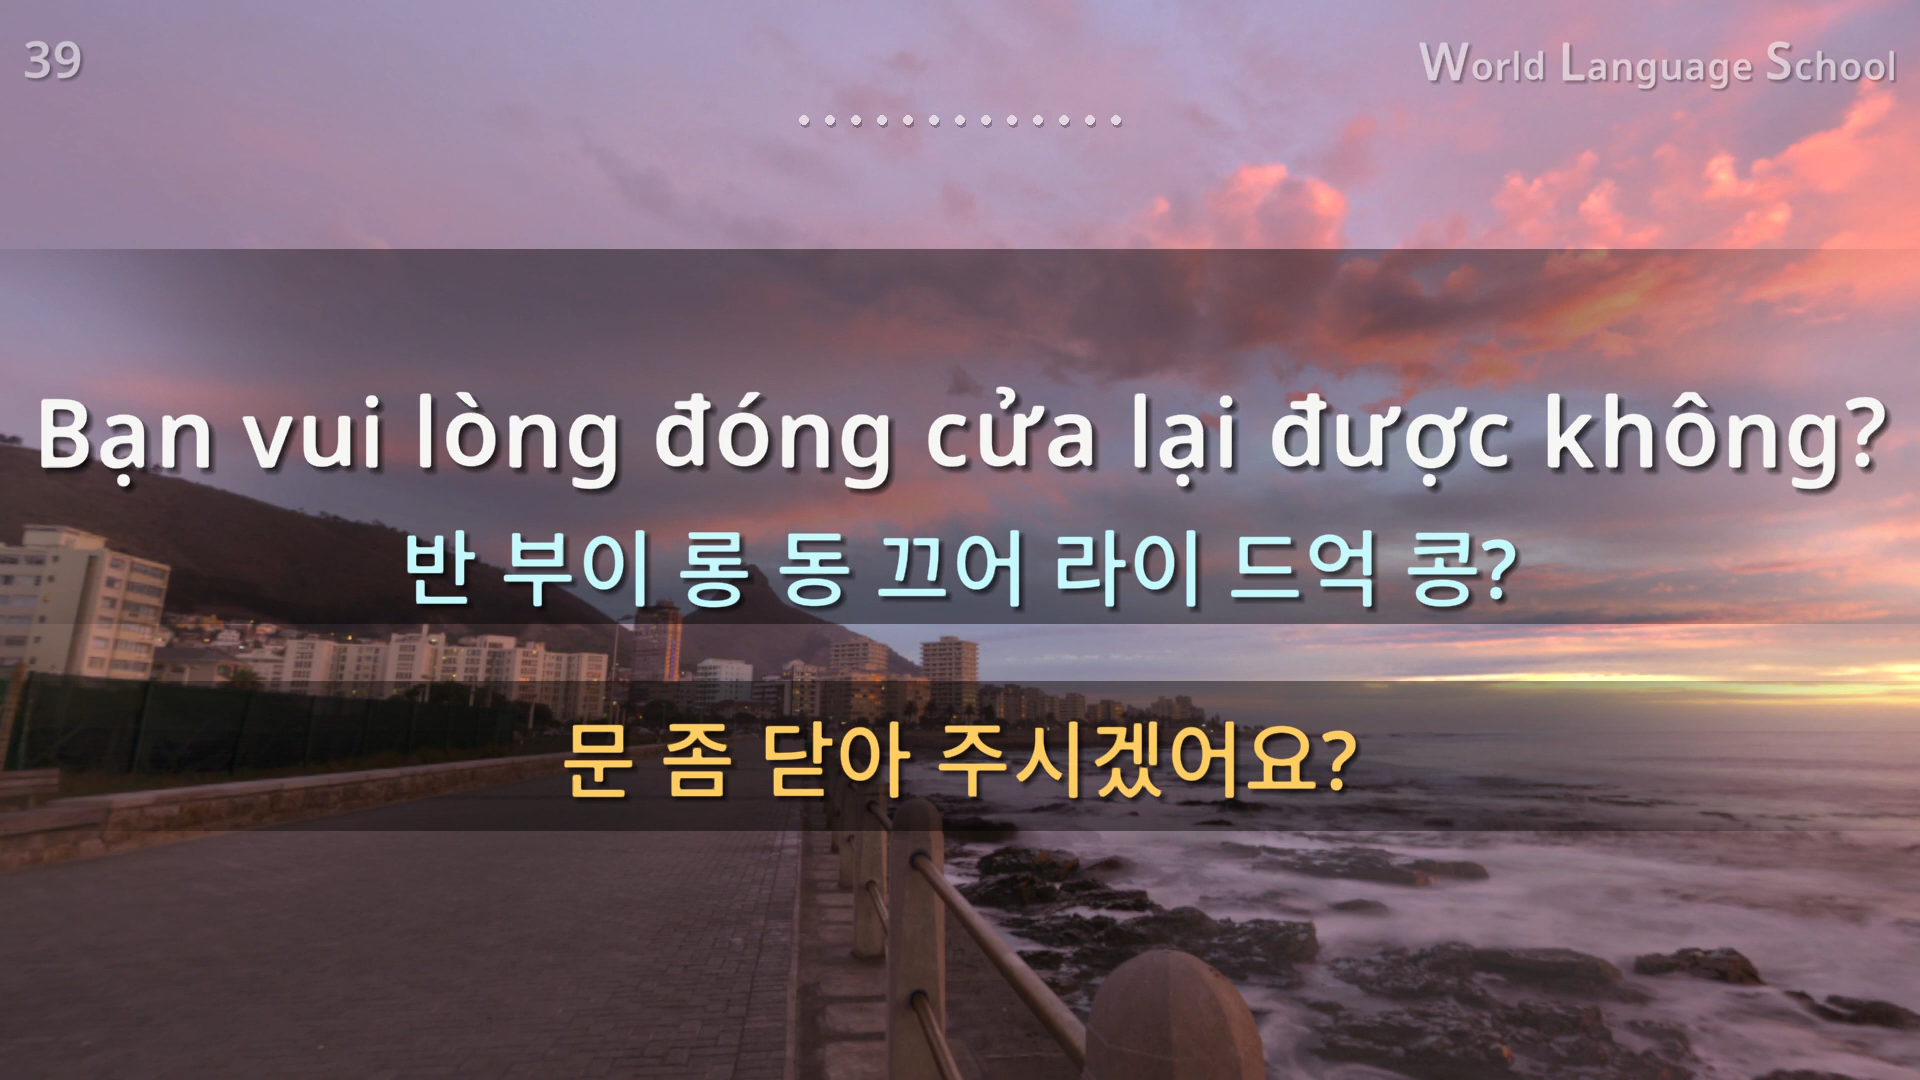 39
World Language School
Bạn vui lòng đóng cửa lại được không?
반 부이 롱 동 끄어 라이 드억 콩?
문 좀 닫아 주시겠어요?